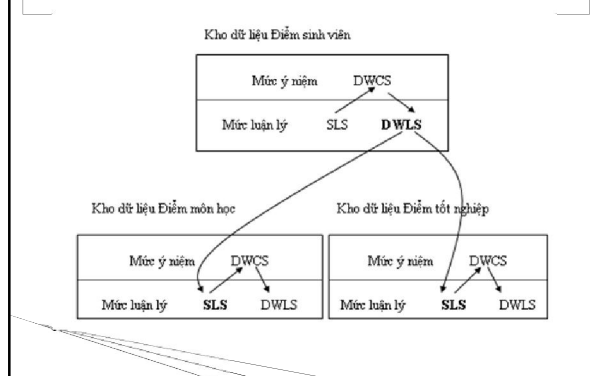 Kho dữ liệu Điểm sinh viên
Mức ý niệm DWCS
Mức luận lý SLS DWLS
Kho dữ liệu Điểm môn học
Mức ý niệm DWCS
Mức luận lý SLS DWLS
Kho dữ liệu Điểm tốt nghiệp
Mức ý niệm DWCS
Mức luận lý SLS DWLS